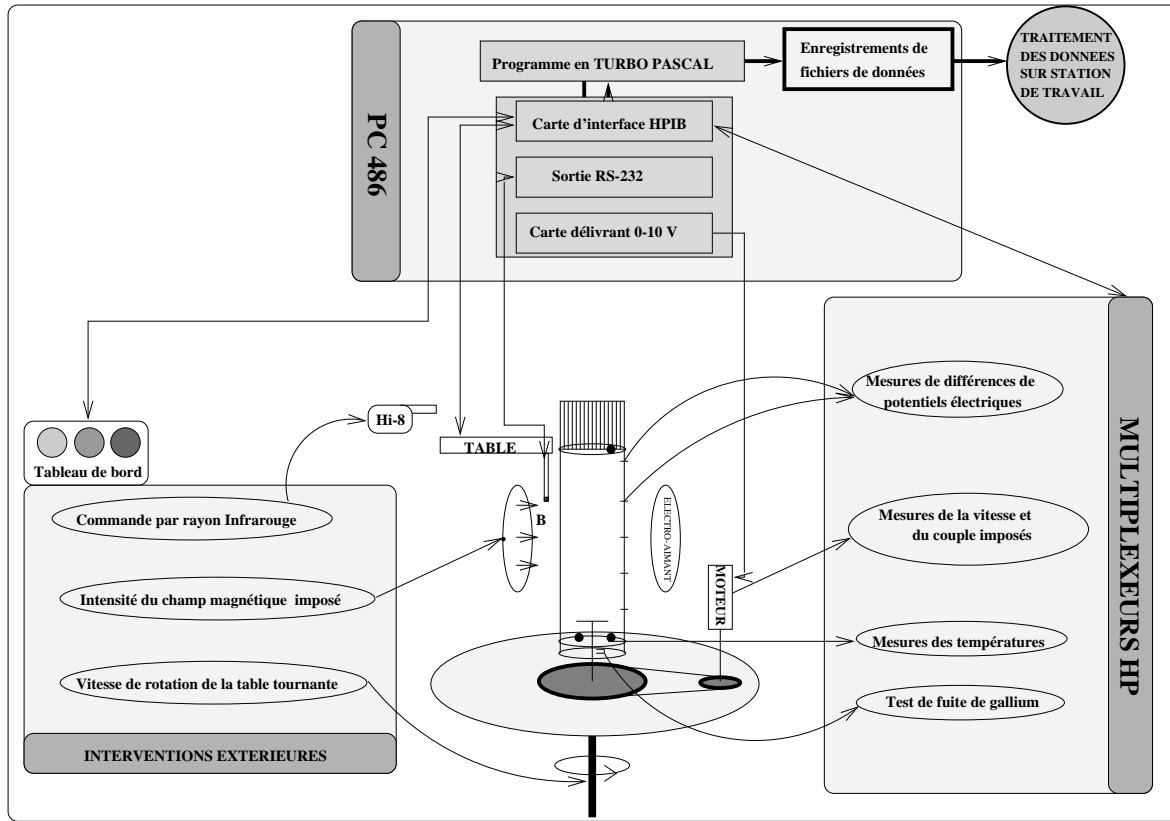 Programme en TURBO PASCAL
Enregistrements de
fichiers de données
TRAITEMENT
DES DONNEES
SUR STATION
DE TRAVAIL
PC 486
Carte d'interface HPIB
Sortie RS-232
Carte délivrant 0-10 V
Tableau de bord
Hi-8
TABLE
B
ELECTRO-AIMANT
MOTEUR
Commande par rayon Infrarouge
Intensité du champ magnétique imposé
Vitesse de rotation de la table tournante
INTERVENTIONS EXTERIEURES
Mesures de différences de
potentiels électriques
Mesures de la vitesse et
du couple imposés
Mesures des températures
Test de fuite de gallium
MULTIPLEXEURS HP